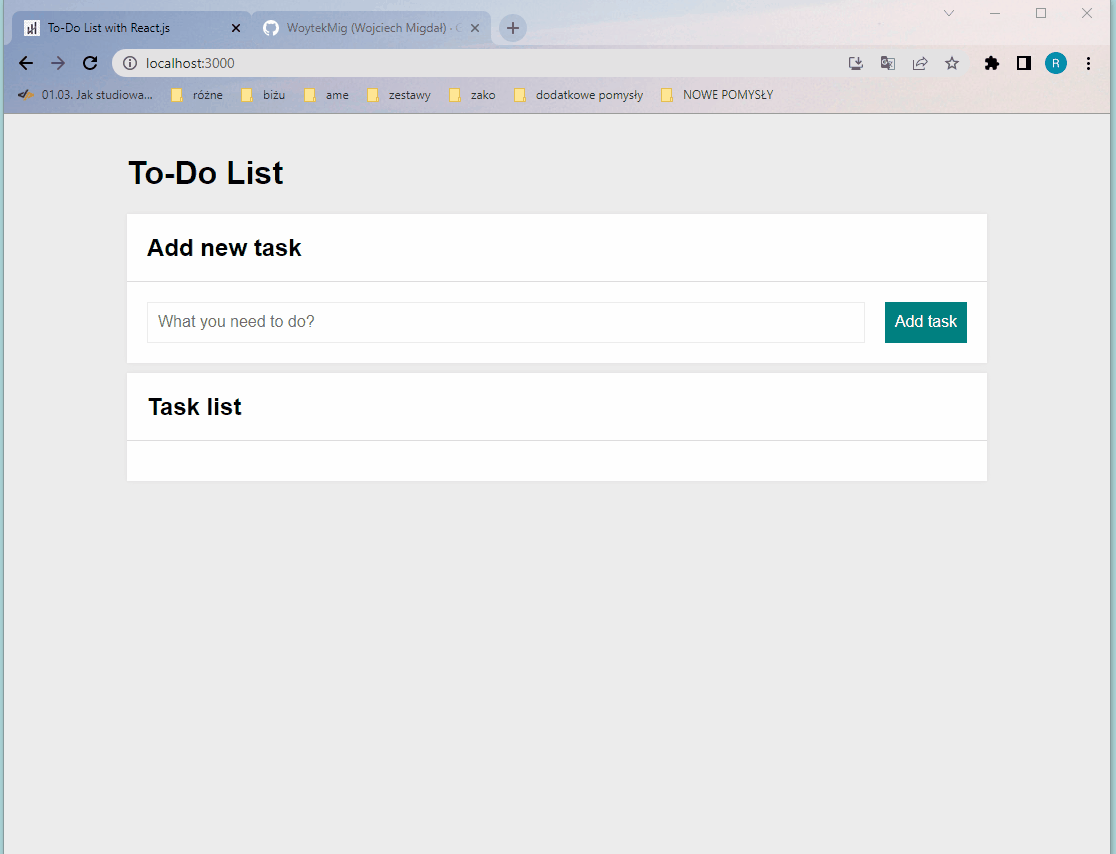 To-Do List with React.js
WoytekMig (Wojciech Migdał) · G
localhost:3000
R
01.03. Jak studiowa...
różne
biżu
ame
zestawy
zako
dodatkowe pomysły
NOWE POMYSŁY
To-Do List
Add new task
What you need to do?
Add task
Task list